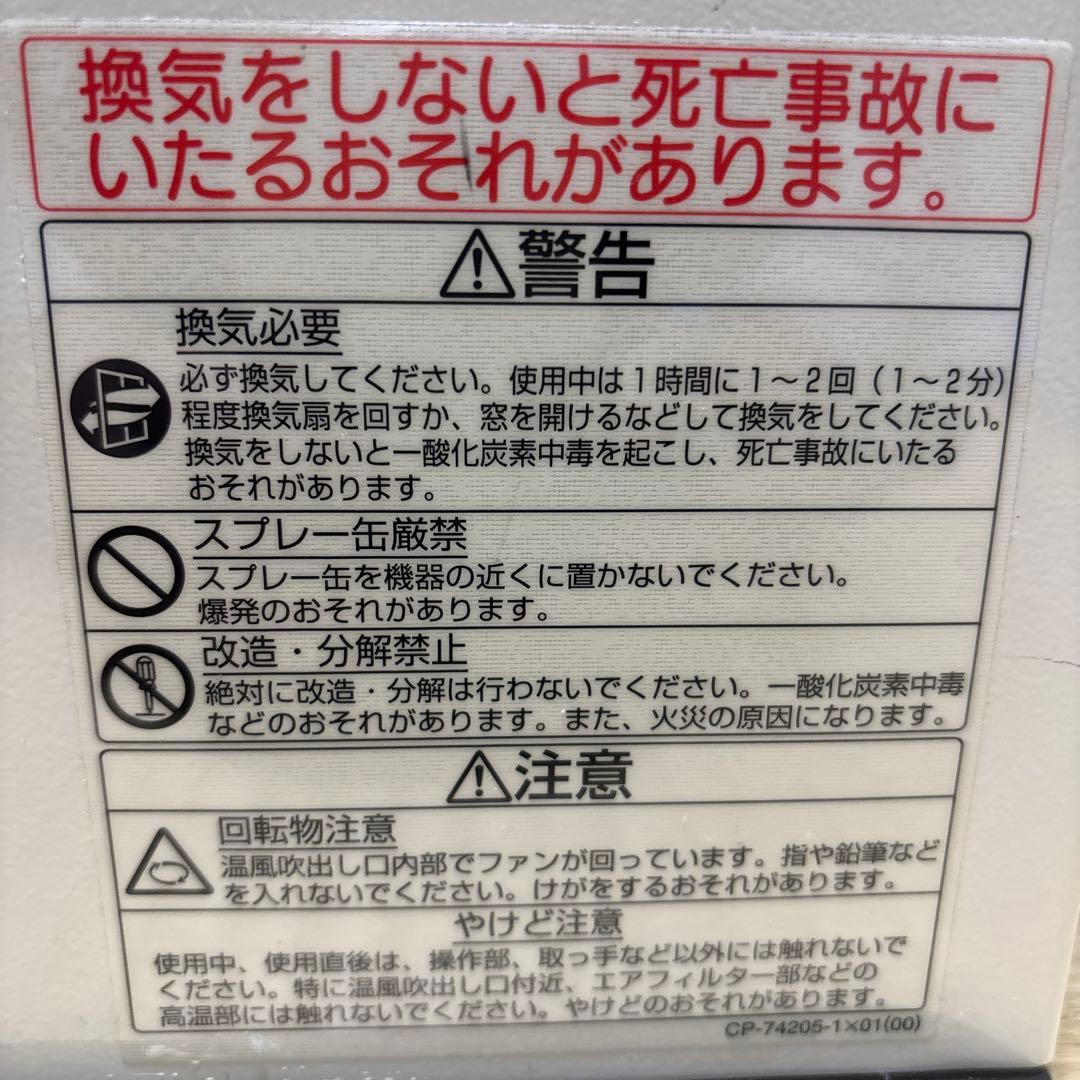 換気をしないと死亡事故に
いたるおそれがあります。
警告
換気必要
必ず換気してください。使用中は1時間に1～2回（1～2分）
程度換気扇を回すか、窓を開けるなどして換気をしてください。
換気をしないと一酸化炭素中毒を起こし、死亡事故にいたる
おそれがあります。
スプレー缶厳禁
スプレー缶を機器の近くに置かないでください。
爆発のおそれがあります。
改造・分解禁止
絶対に改造・分解は行わないでください。一酸化炭素中毒
などのおそれがあります。また、火災の原因になります。
注意
回転物注意
温風吹出し口内部でファンが回っています。指や鉛筆など
を入れないでください。けがをするおそれがあります。
やけど注意
使用中、使用直後は、操作部、取っ手など以外には触れないで
ください。特に温風吹出し口付近、エアフィルター部などの
高温部には触れないでください。やけどのおそれがあります。
CP-74205-1×01(00)